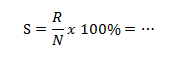 S = R/N x 100% = ⋯